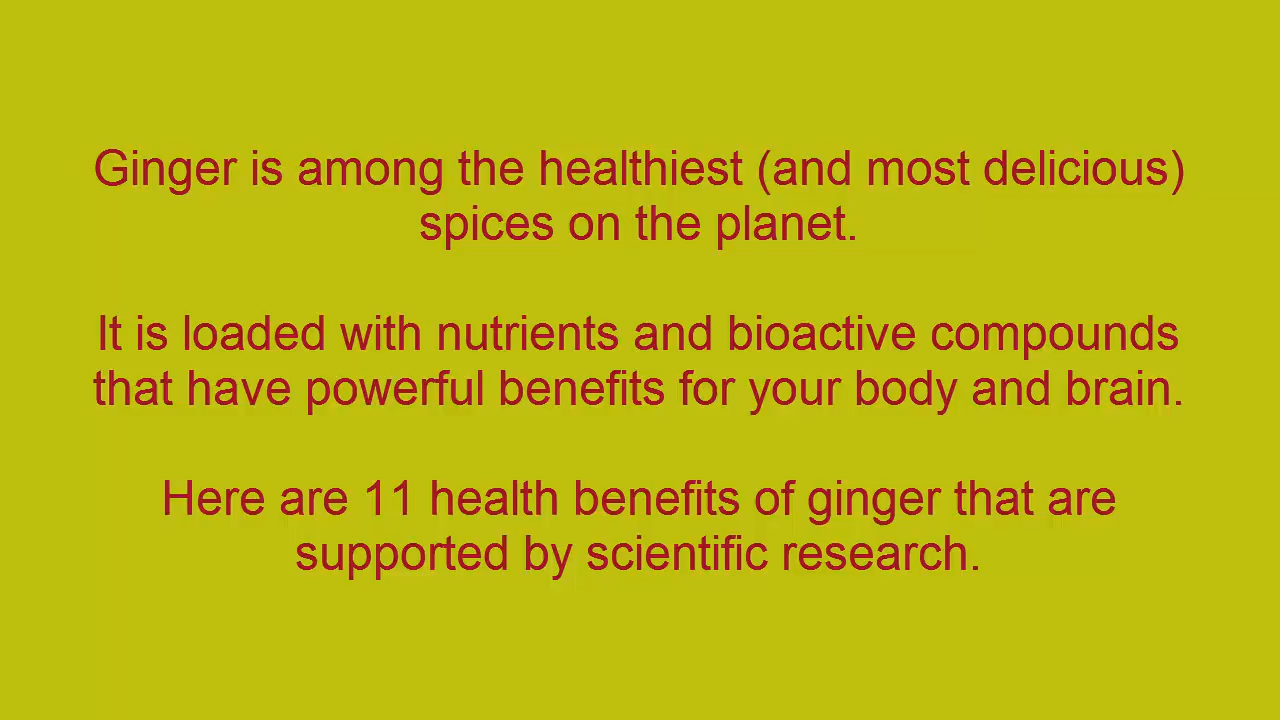 Ginger is among the healthiest (and most delicious)
spices on the planet.
It is loaded with nutrients and bioactive compounds
that have powerful benefits for your body and brain.
Here are 11 health benefits of ginger that are
supported by scientific research.